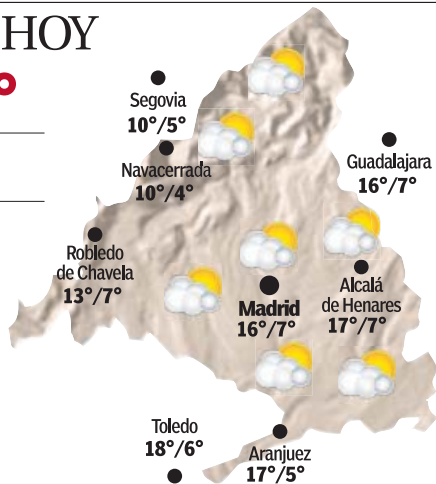 HOY
Segovia
10°/5°
Navacerrada
10°/4°
Guadalajara
16°/7°
Robledo
de Chavela
13°/7°
Madrid
16°/7°
Alcalá
de Henares
17°/7°
Toledo
18°/6°
Aranjuez
17°/5°